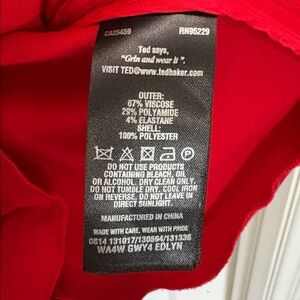 CA25459 RN95229
Ted says,
"Grin and wear it".
VISIT TED@www.tedbaker.com
OUTER:
67% VISCOSE
29% POLYAMIDE
4% ELASTANE
SHELL:
100% POLYESTER
DO NOT USE PRODUCTS
CONTAINING BLEACH, OIL
OR ALCOHOL. DRY CLEAN ONLY.
DO NOT TUMBLE DRY. COOL IRON
ON REVERSE. DO NOT LEAVE IN
DIRECT SUNLIGHT.
MANUFACTURED IN CHINA
MADE WITH CARE, WEAR WITH PRIDE
0814 131017/130594/131336
WA4W GWY4 EDLYN